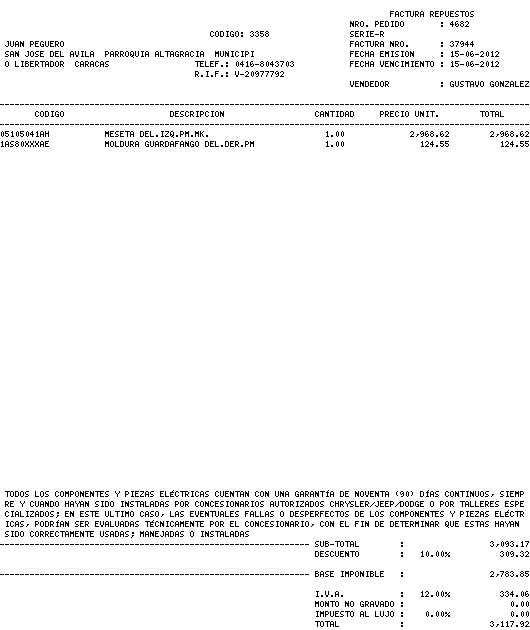 FACTURA REPUESTOS
NRO. PEDIDO : 4682
CODIGO: 3358 SERIE-R
JUAN PEGUERO FACTURA NRO. : 37944
SAN JOSE DEL AVILA PARROQUIA ALTAGRACIA MUNICIPI FECHA EMISION : 15-06-2012
O LIBERTADOR CARACAS TELEF.: 0416-8043703 FECHA VENCIMIENTO : 15-06-2012
R.I.F.: V-20977792
VENDEDOR : GUSTAVO GONZALEZ
CODIGO DESCRIPCION CANTIDAD PRECIO UNIT. TOTAL
05105041AH MESETA DEL.IZQ.PM.MK. 1.00 2,968.62 2,968.62
1AS80XXXAE MOLDURA GUARDAFANGO DEL.DER.PM 1.00 124.55 124.55
TODOS LOS COMPONENTES Y PIEZAS ELÉCTRICAS CUENTAN CON UNA GARANTÍA DE NOVENTA (90) DÍAS CONTINUOS, SIEMP
RE Y CUANDO HAYAN SIDO INSTALADAS POR CONCESIONARIOS AUTORIZADOS CHRYSLER/JEEP/DODGE O POR TALLERES ESPE
CIALIZADOS; EN ESTE ULTIMO CASO, LAS EVENTUALES FALLAS O DESPERFECTOS DE LOS COMPONENTES Y PIEZAS ELÉCTR
ICAS, PODRÍAN SER EVALUADAS TÉCNICAMENTE POR EL CONCESIONARIO, CON EL FIN DE DETERMINAR QUE ESTAS HAYAN
SIDO CORRECTAMENTE USADAS; MANEJADAS O INSTALADAS
SUB-TOTAL : 3,093.17
DESCUENTO : 10.00% 309.32
BASE IMPONIBLE : 2,783.85
I.V.A. : 12.00% 334.06
MONTO NO GRAVADO : 0.00
IMPUESTO AL LUJO : 0.00% 0.00
TOTAL : 3,117.92